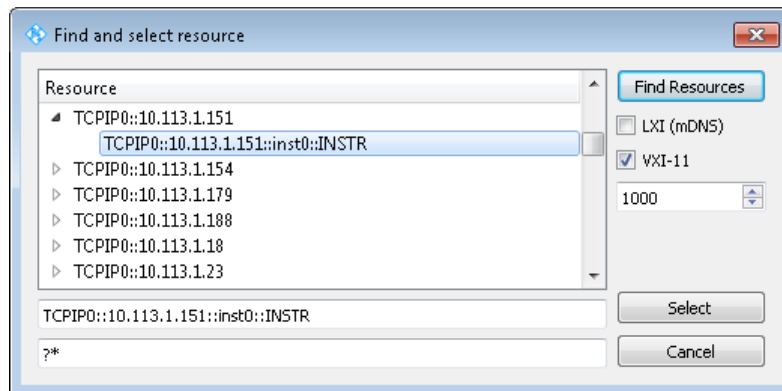 Find and select resource
Resource
TCPIP0::10.113.1.151
TCPIP0::10.113.1.151::inst0::INSTR
TCPIP0::10.113.1.154
TCPIP0::10.113.1.179
TCPIP0::10.113.1.188
TCPIP0::10.113.1.18
TCPIP0::10.113.1.23
TCPIP0::10.113.1.151::inst0::INSTR
?*
Find Resources
LXI (mDNS)
VXI-11
1000
Select
Cancel